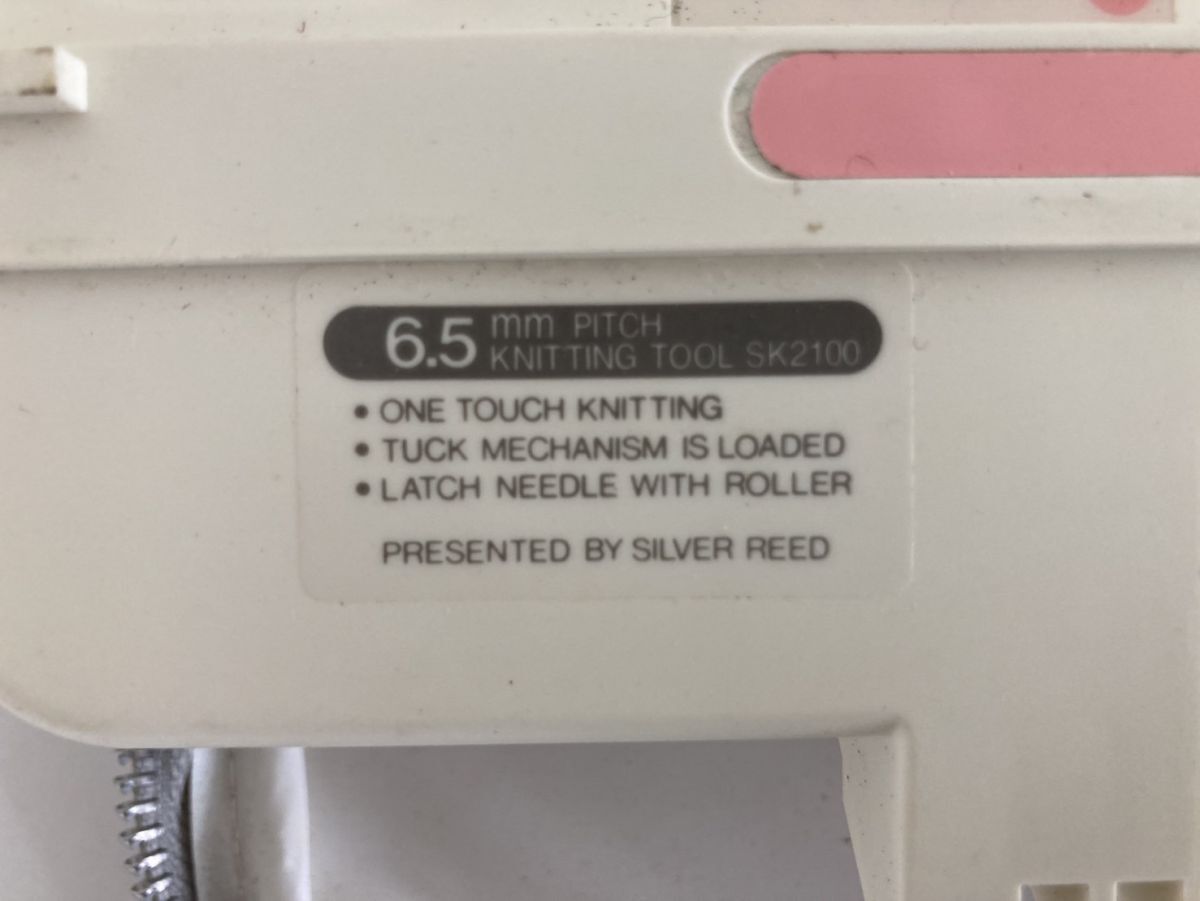 6.5 mm PITCH
KNITTING TOOL SK2100
• ONE TOUCH KNITTING
• TUCK MECHANISM IS LOADED
• LATCH NEEDLE WITH ROLLER
PRESENTED BY SILVER REED